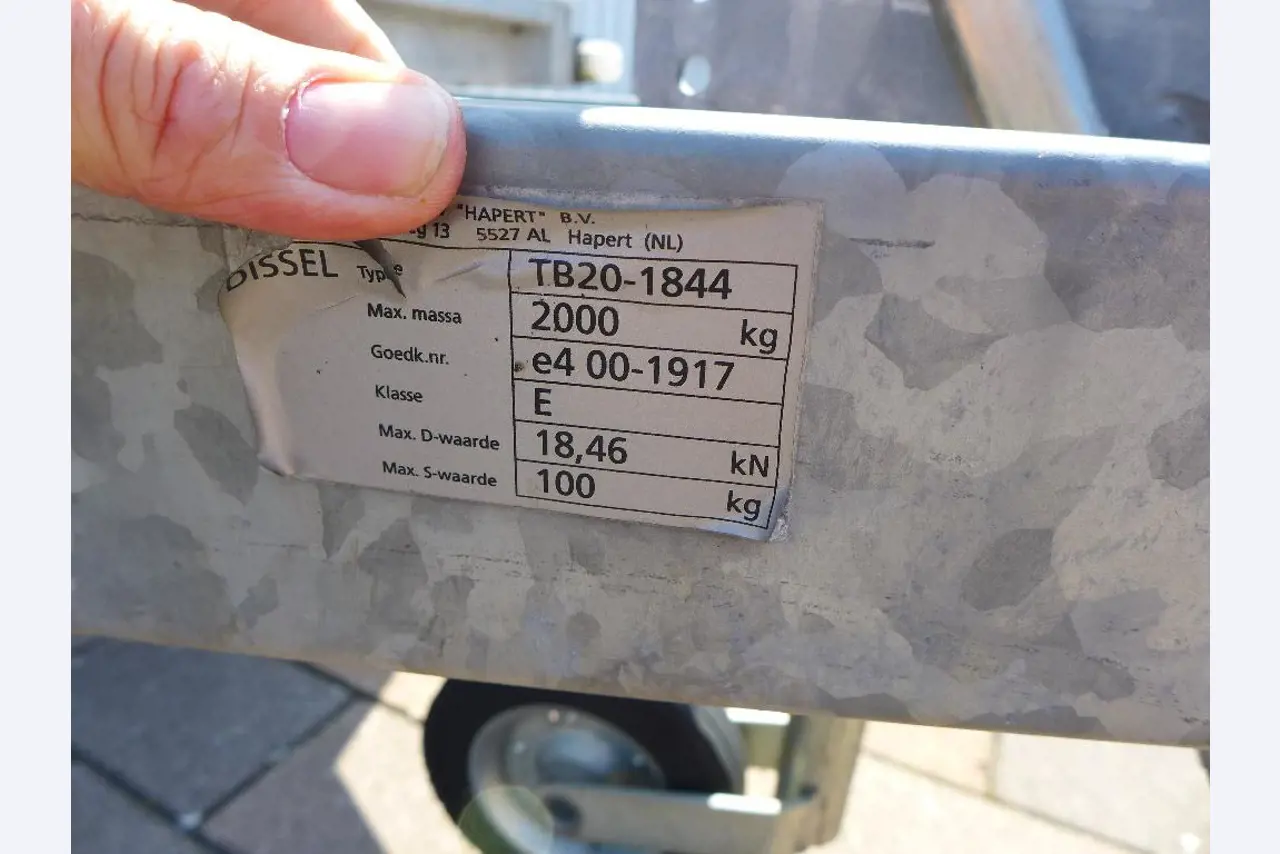 "HAPERT" B.V.
13 5527 AL Hapert (NL)
DISSEL Type TB20-1844
Max. massa 2000 kg
Goedk.nr. e4 00-1917
Klasse E
Max. D-waarde 18,46 kN
Max. S-waarde 100 kg